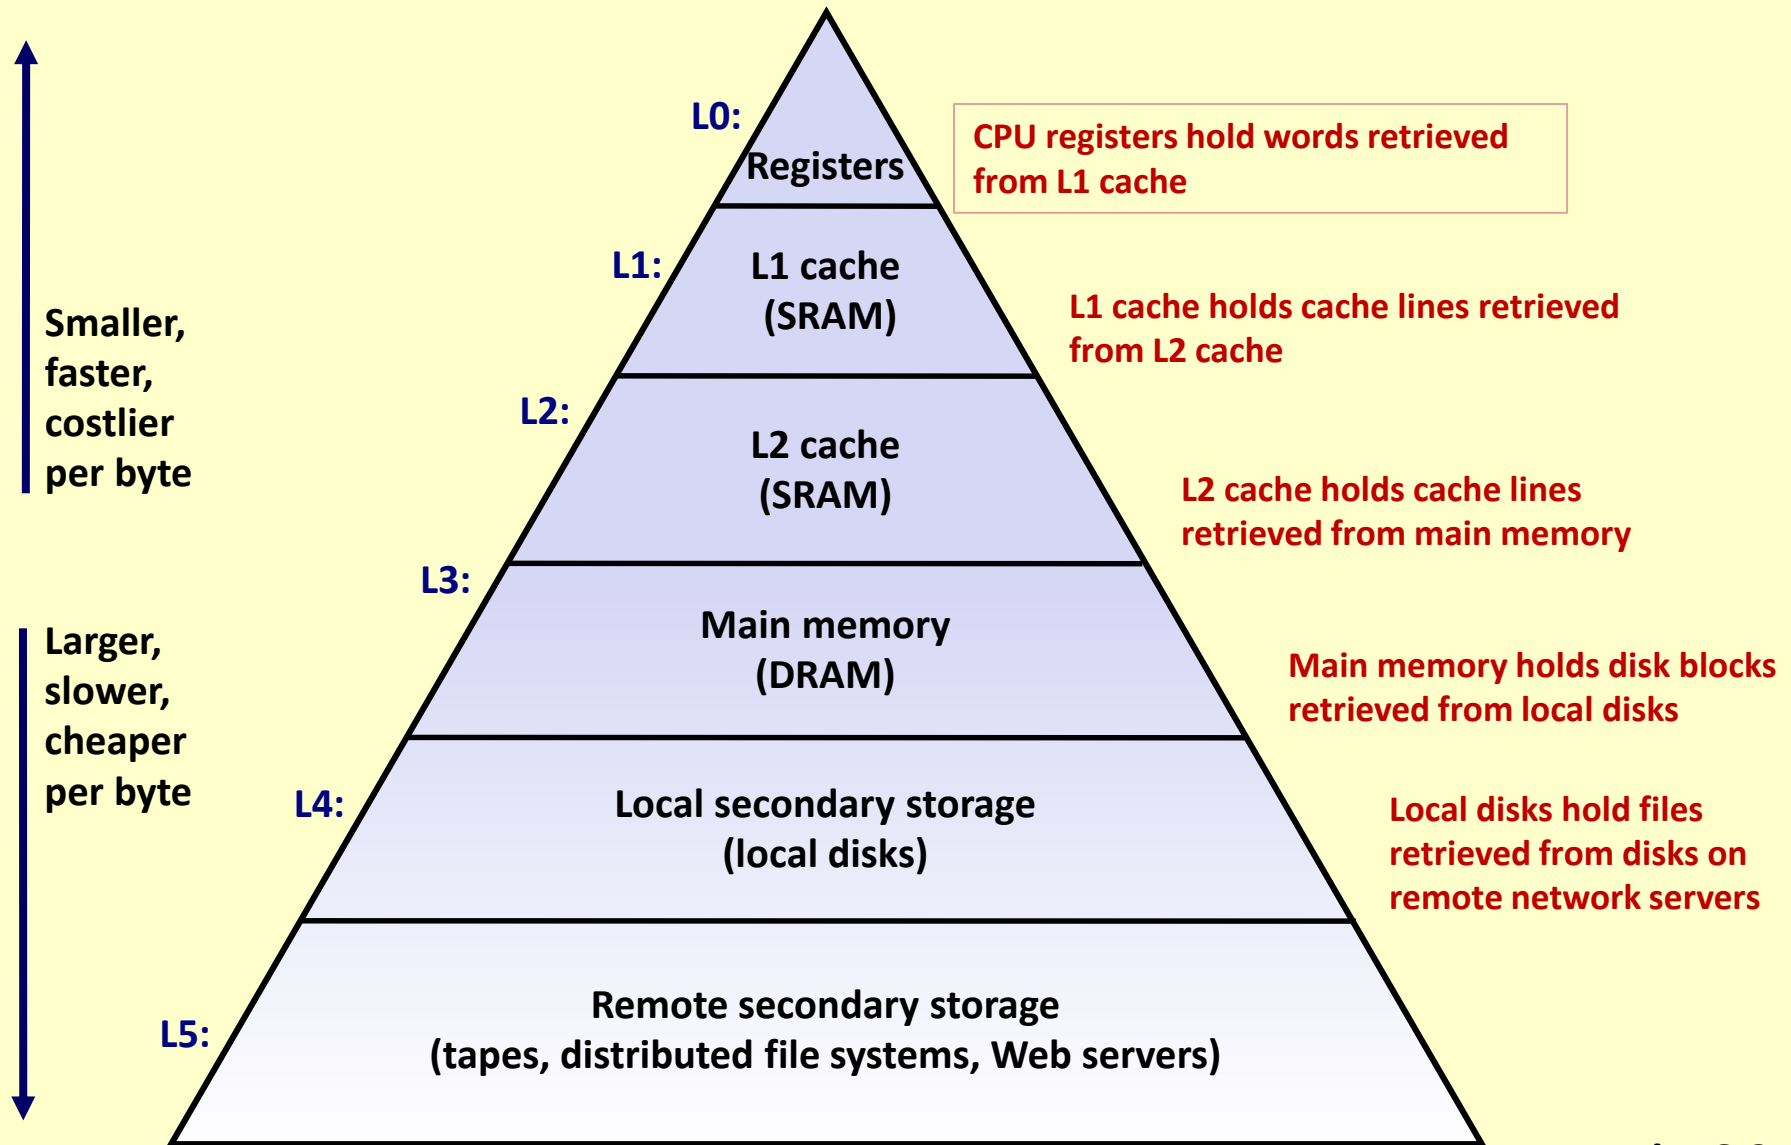 L0:
Registers
CPU registers hold words retrieved
from L1 cache
L1:
L1 cache
(SRAM)
L1 cache holds cache lines retrieved
from L2 cache
Smaller,
faster,
costlier
per byte
L2:
L2 cache
(SRAM)
L2 cache holds cache lines
retrieved from main memory
L3:
Main memory
(DRAM)
Main memory holds disk blocks
retrieved from local disks
Larger,
slower,
cheaper
per byte
L4:
Local secondary storage
(local disks)
Local disks hold files
retrieved from disks on
remote network servers
L5:
Remote secondary storage
(tapes, distributed file systems, Web servers)